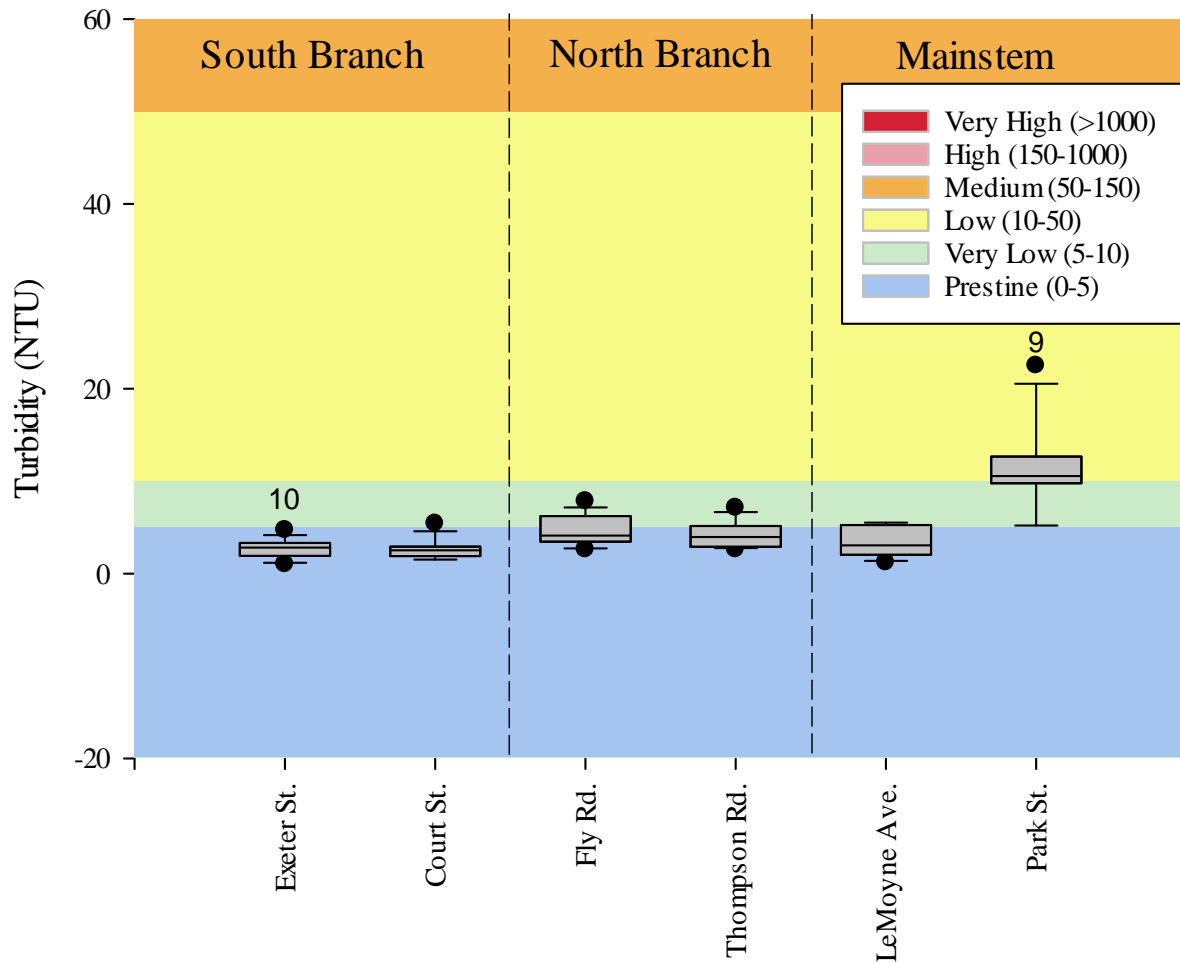 South Branch
North Branch
Mainstem
Very High (>1000)
High (150-1000)
Medium (50-150)
Low (10-50)
Very Low (5-10)
Prestine (0-5)
Turbidity (NTU)
60
40
20
0
-20
10
9
Exeter St.
Court St.
Fly Rd.
Thompson Rd.
LeMoyne Ave.
Park St.